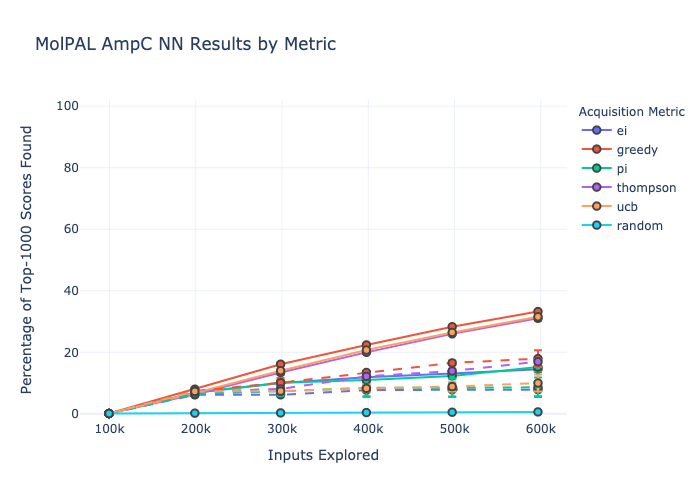 MolPAL AmpC NN Results by Metric
Percentage of Top-1000 Scores Found
100
80
60
40
20
0
100k 200k 300k 400k 500k 600k
Inputs Explored
Acquisition Metric
ei
greedy
pi
thompson
ucb
random